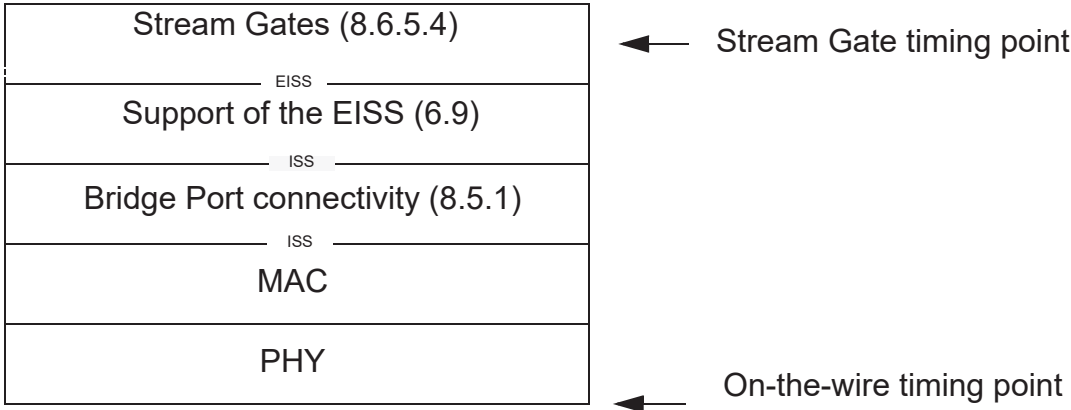 Stream Gates (8.6.5.4)
Stream Gate timing point
EISS
Support of the EISS (6.9)
ISS
Bridge Port connectivity (8.5.1)
ISS
MAC
PHY
On-the-wire timing point